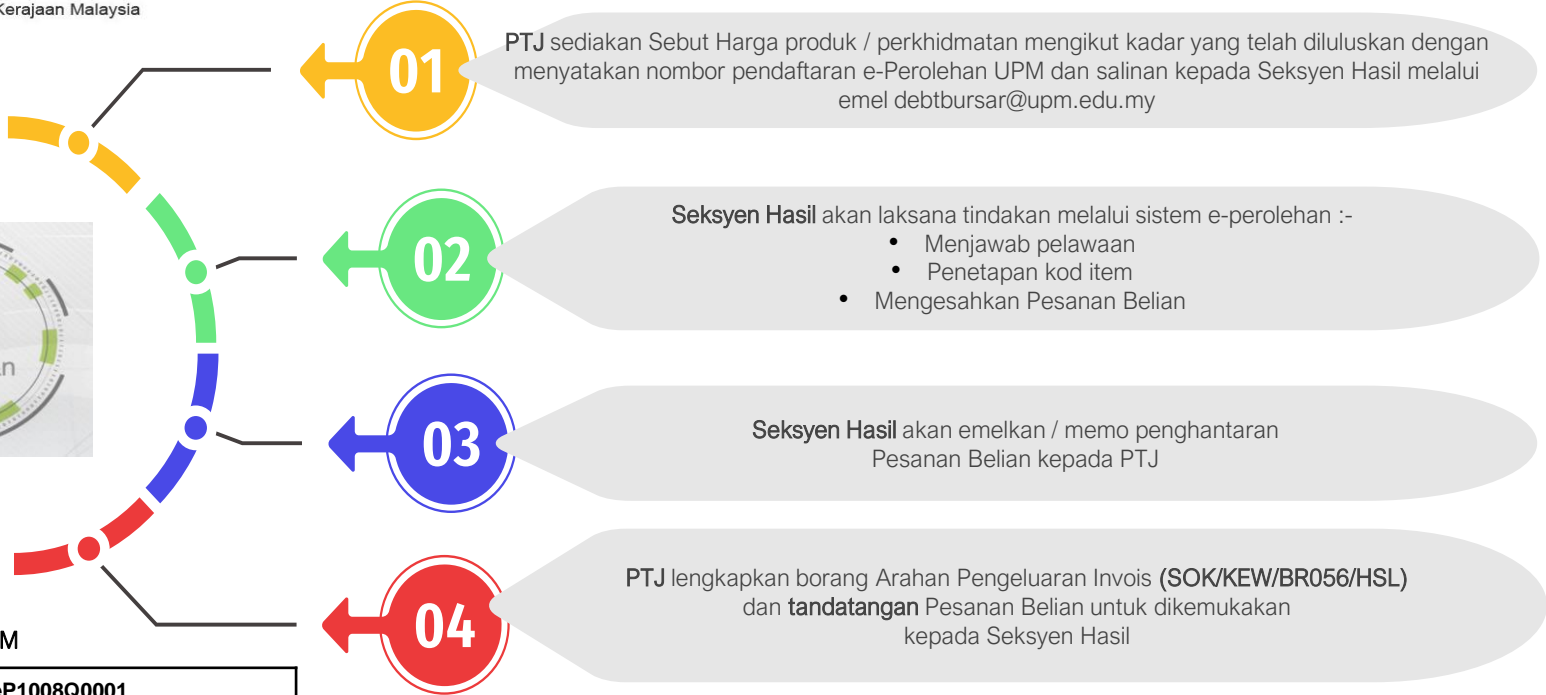 Kerajaan Malaysia
01
PTJ sediakan Sebut Harga produk / perkhidmatan mengikut kadar yang telah diluluskan dengan
menyatakan nombor pendaftaran e-Perolehan UPM dan salinan kepada Seksyen Hasil melalui
emel debtbursar@upm.edu.my
02
Seksyen Hasil akan laksana tindakan melalui sistem e-perolehan :-
• Menjawab pelawaan
• Penetapan kod item
• Mengesahkan Pesanan Belian
03
Seksyen Hasil akan emelkan / memo penghantaran
Pesanan Belian kepada PTJ
04
PTJ lengkapkan borang Arahan Pengeluaran Invois (SOK/KEW/BR056/HSL)
dan tandatangan Pesanan Belian untuk dikemukakan
kepada Seksyen Hasil
eP1008Q0001